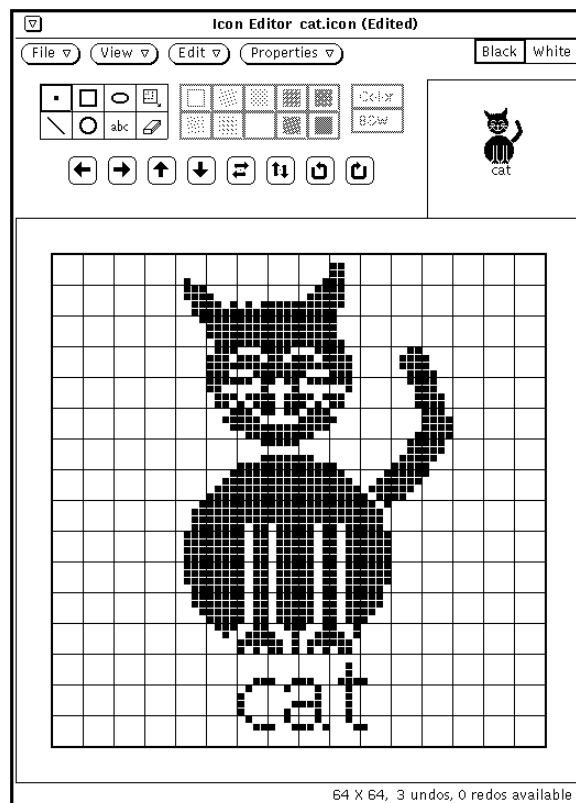 Icon Editor cat.icon (Edited)
File View Edit Properties Black White
Color
abc B&W
cat
cat
64 X 64, 3 undos, 0 redos available